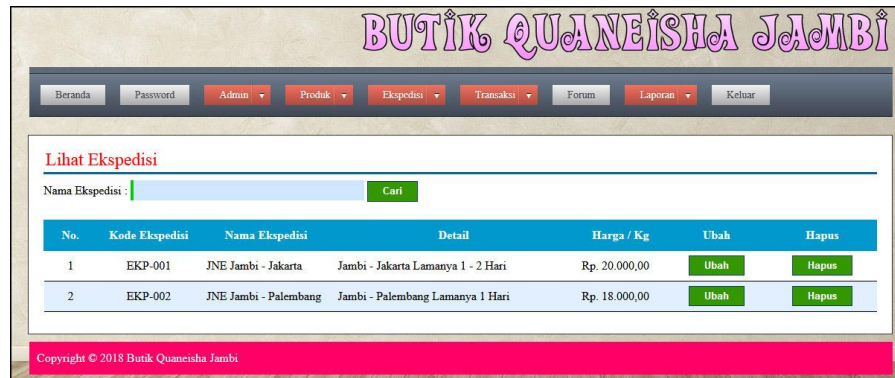 BUTIK QUANEISHA JAMBI
Beranda Password Admin Produk Ekspedisi Transaksi Forum Laporan Keluar
Lihat Ekspedisi
Nama Ekspedisi : Cari
No. Kode Ekspedisi Nama Ekspedisi Detail Harga / Kg Ubah Hapus
1 EKP-001 JNE Jambi - Jakarta Jambi - Jakarta Lamanya 1 - 2 Hari Rp. 20.000,00 Ubah Hapus
2 EKP-002 JNE Jambi - Palembang Jambi - Palembang Lamanya 1 Hari Rp. 18.000,00 Ubah Hapus
Copyright © 2018 Butik Quaneisha Jambi